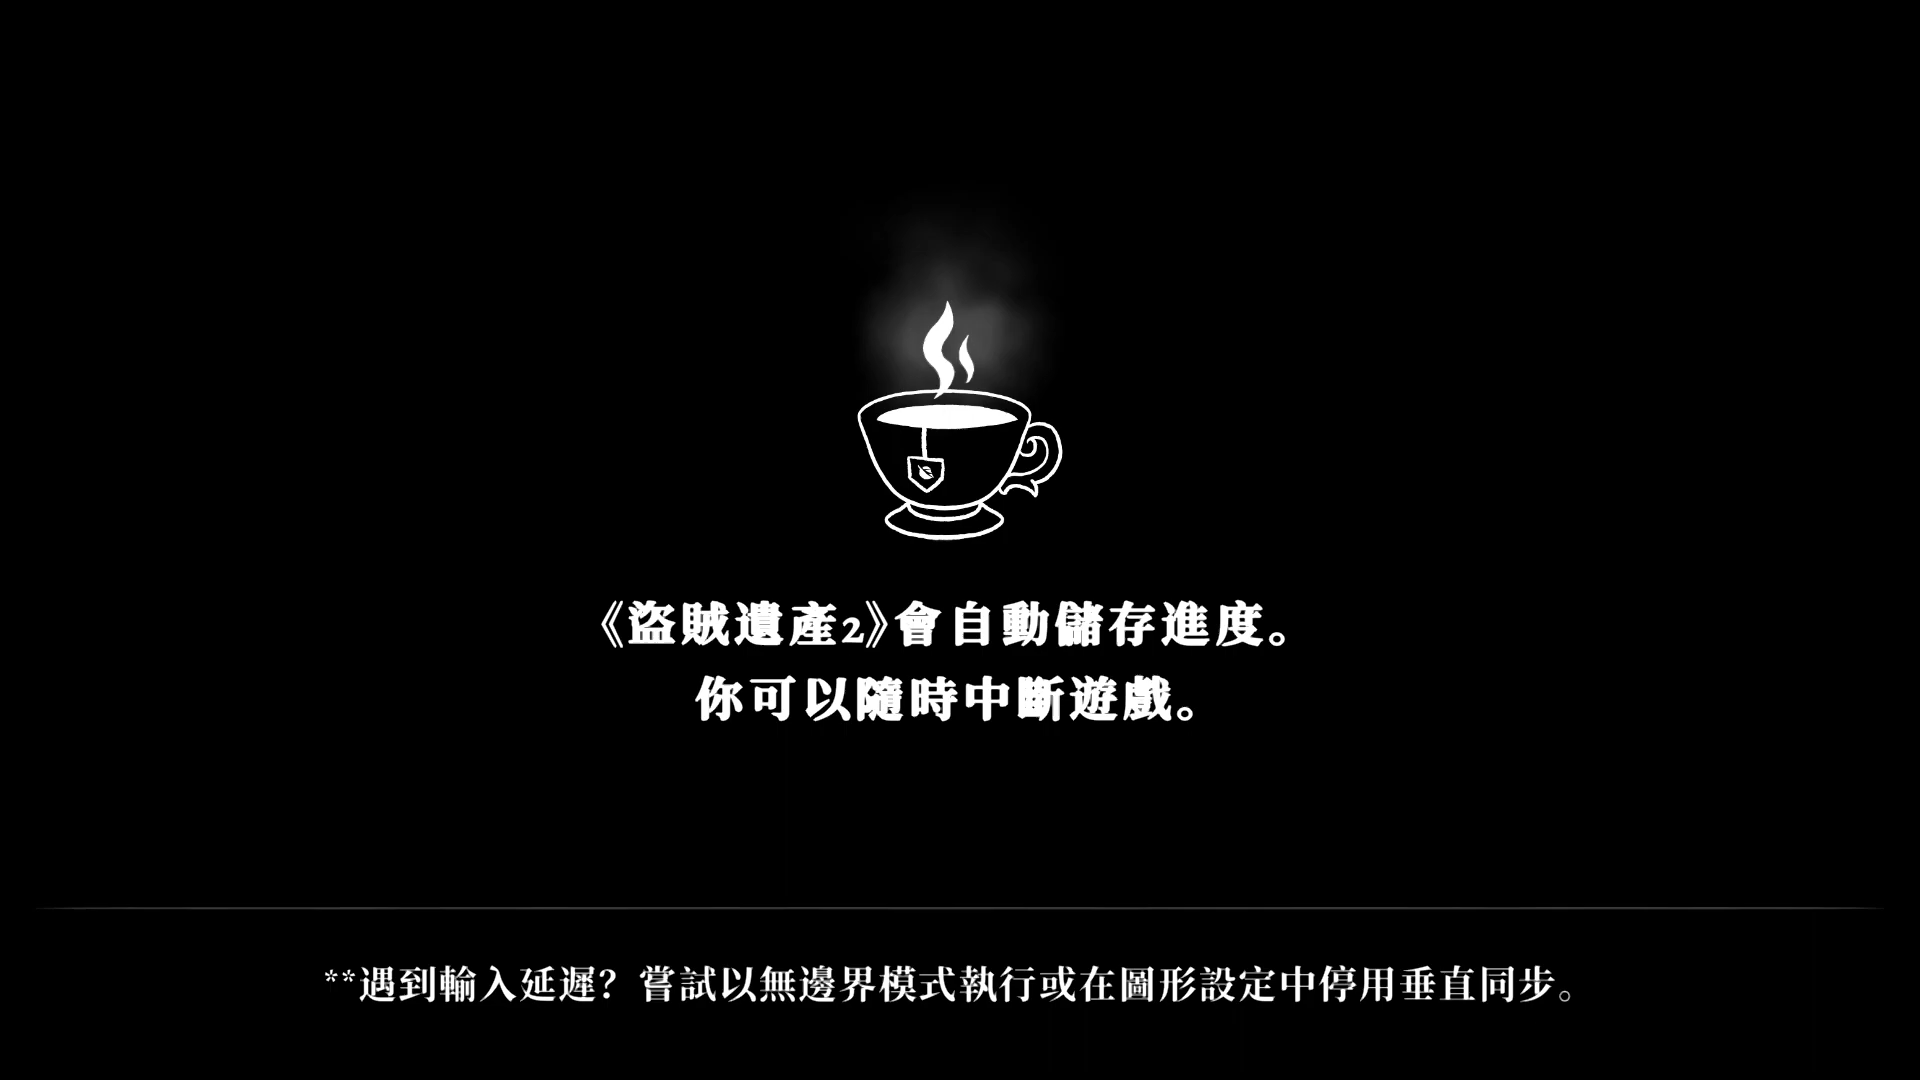 《盜賊遺產2》會自動儲存進度。
你可以隨時中斷遊戲。
**遇到輸入延遲？嘗試以無邊界模式執行或在圖形設定中停用垂直同步。